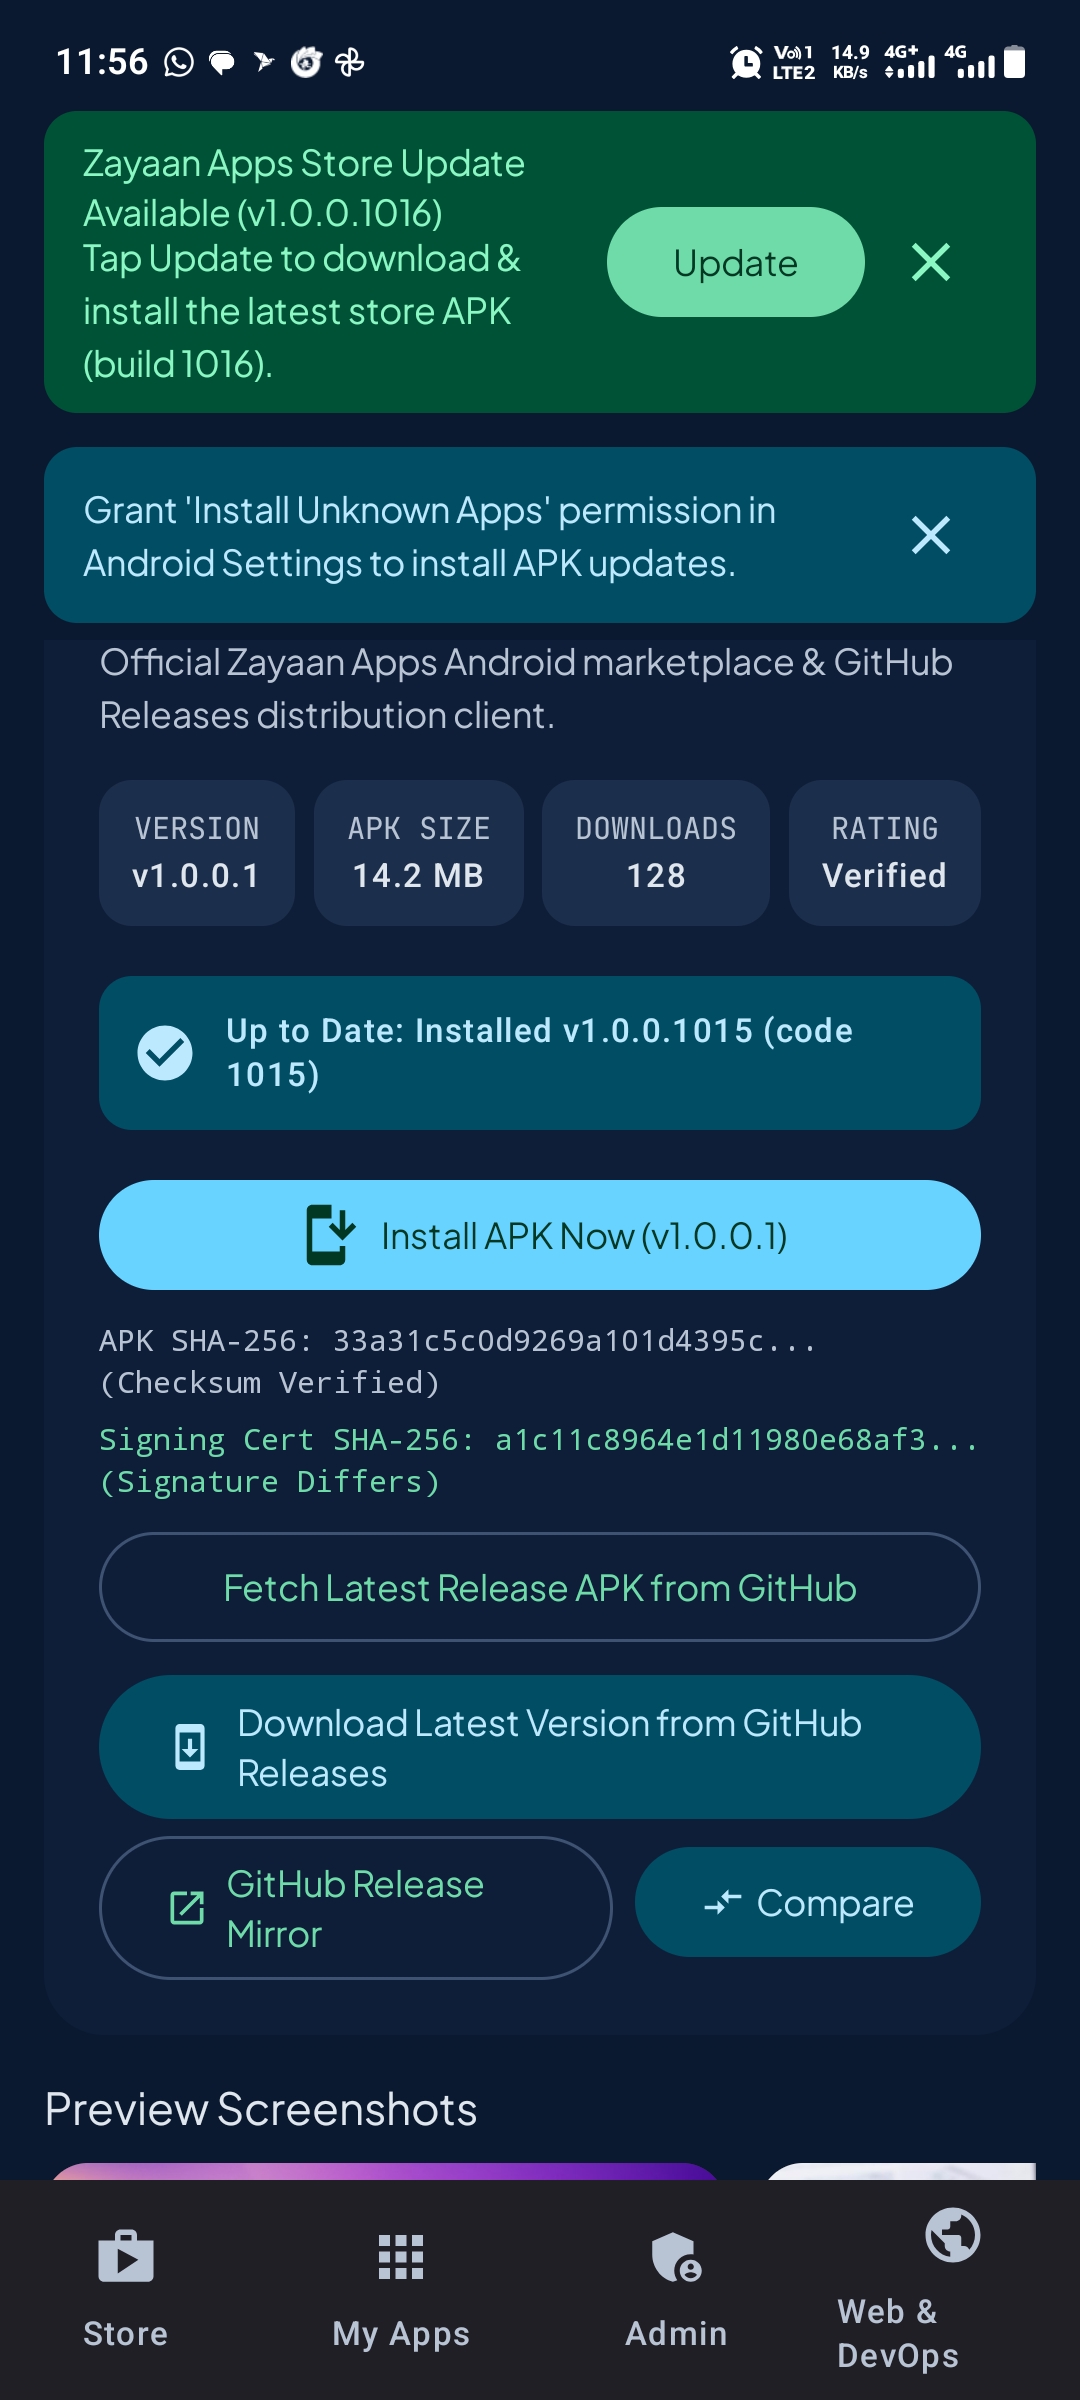 11:56
Vo 1
LTE2
14.9
KB/s
4G+
4G
Zayaan Apps Store Update
Available (v1.0.0.1016)
Tap Update to download &
install the latest store APK
(build 1016).
Update
Grant 'Install Unknown Apps' permission in
Android Settings to install APK updates.
Official Zayaan Apps Android marketplace & GitHub
Releases distribution client.
VERSION
v1.0.0.1
APK SIZE
14.2 MB
DOWNLOADS
128
RATING
Verified
Up to Date: Installed v1.0.0.1015 (code
1015)
Install APK Now (v1.0.0.1)
APK SHA-256: 33a31c5c0d9269a101d4395c...
(Checksum Verified)
Signing Cert SHA-256: a1c11c8964e1d11980e68af3...
(Signature Differs)
Fetch Latest Release APK from GitHub
Download Latest Version from GitHub
Releases
GitHub Release
Mirror
Compare
Preview Screenshots
Store
My Apps
Admin
Web &
DevOps